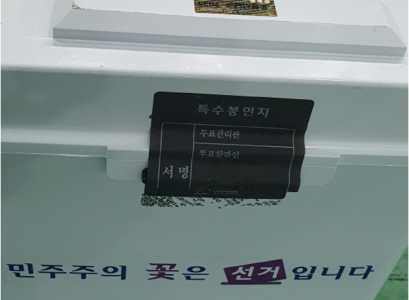 특수봉인지
투표관리관
투표참관인
서명
민주주의 꽃은 선거입니다